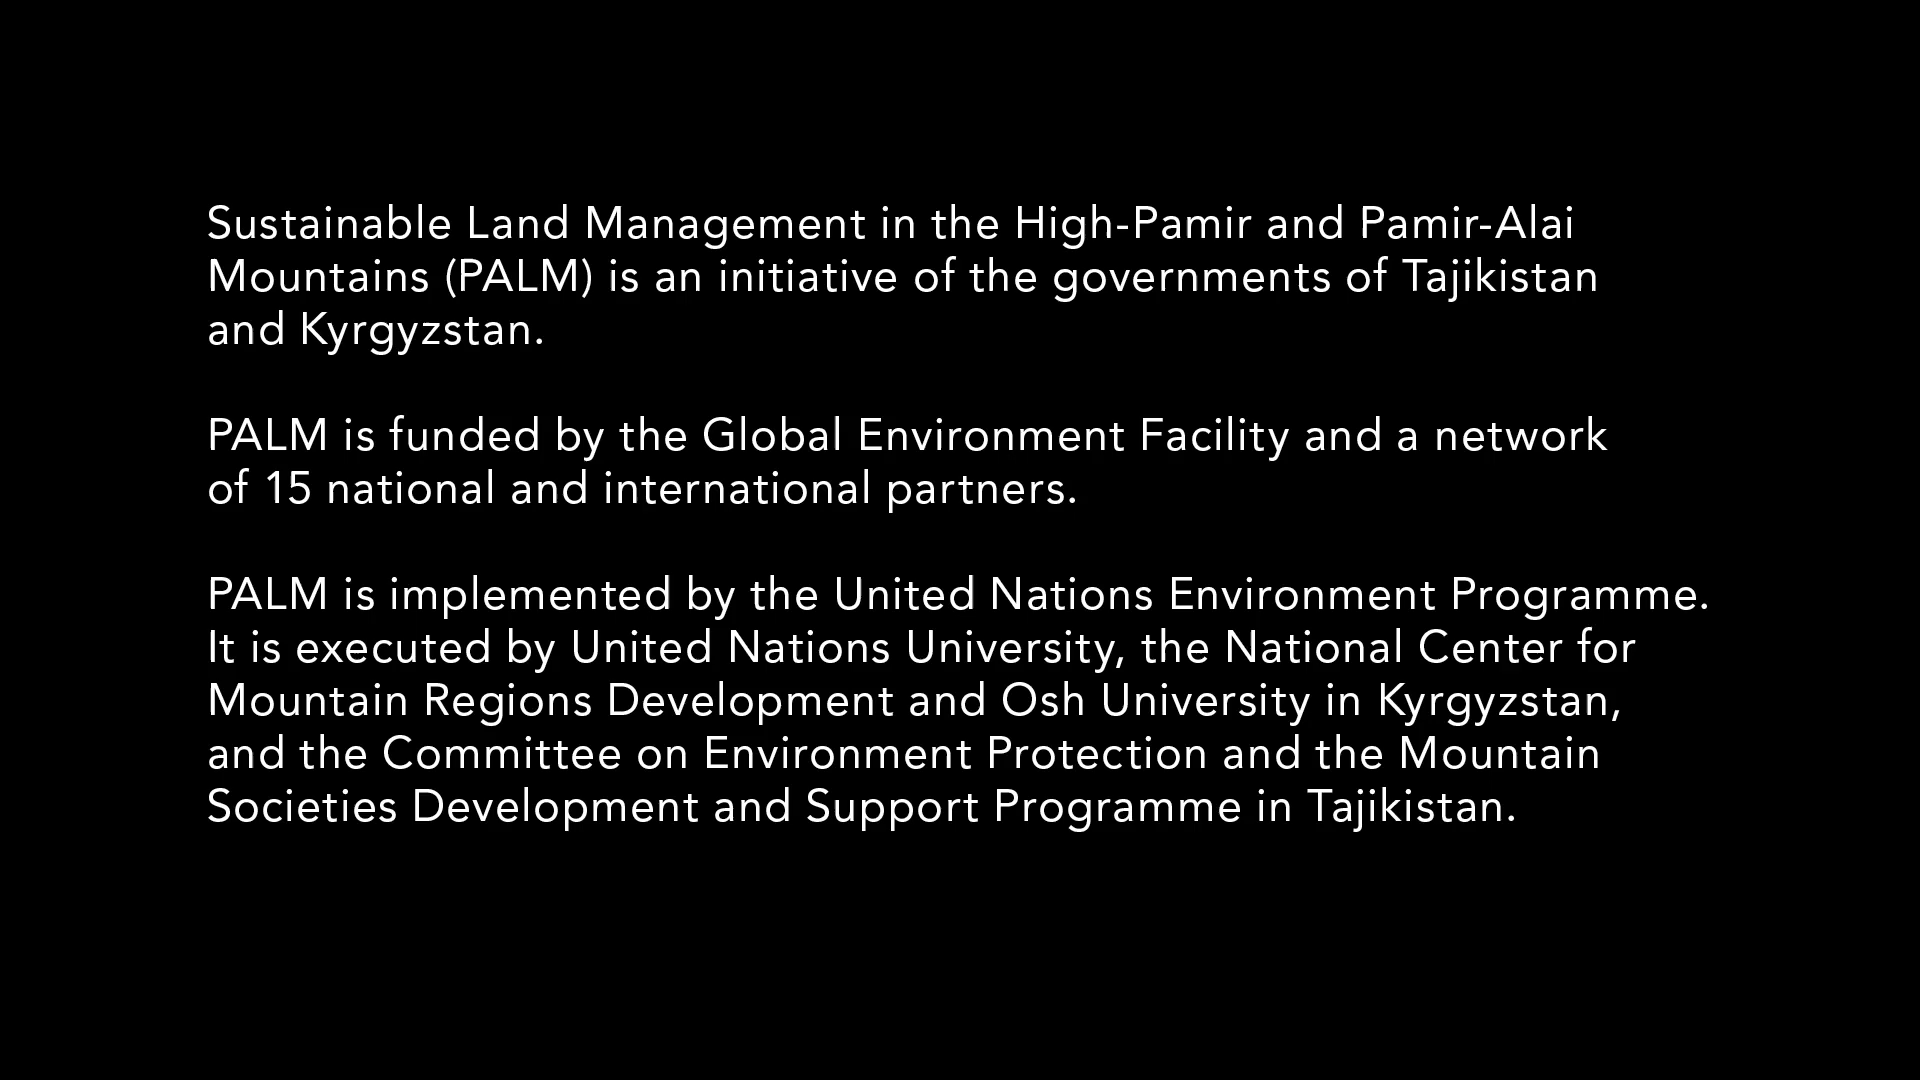 Sustainable Land Management in the High-Pamir and Pamir-Alai
Mountains (PALM) is an initiative of the governments of Tajikistan
and Kyrgyzstan.
PALM is funded by the Global Environment Facility and a network
of 15 national and international partners.
PALM is implemented by the United Nations Environment Programme.
It is executed by United Nations University, the National Center for
Mountain Regions Development and Osh University in Kyrgyzstan,
and the Committee on Environment Protection and the Mountain
Societies Development and Support Programme in Tajikistan.